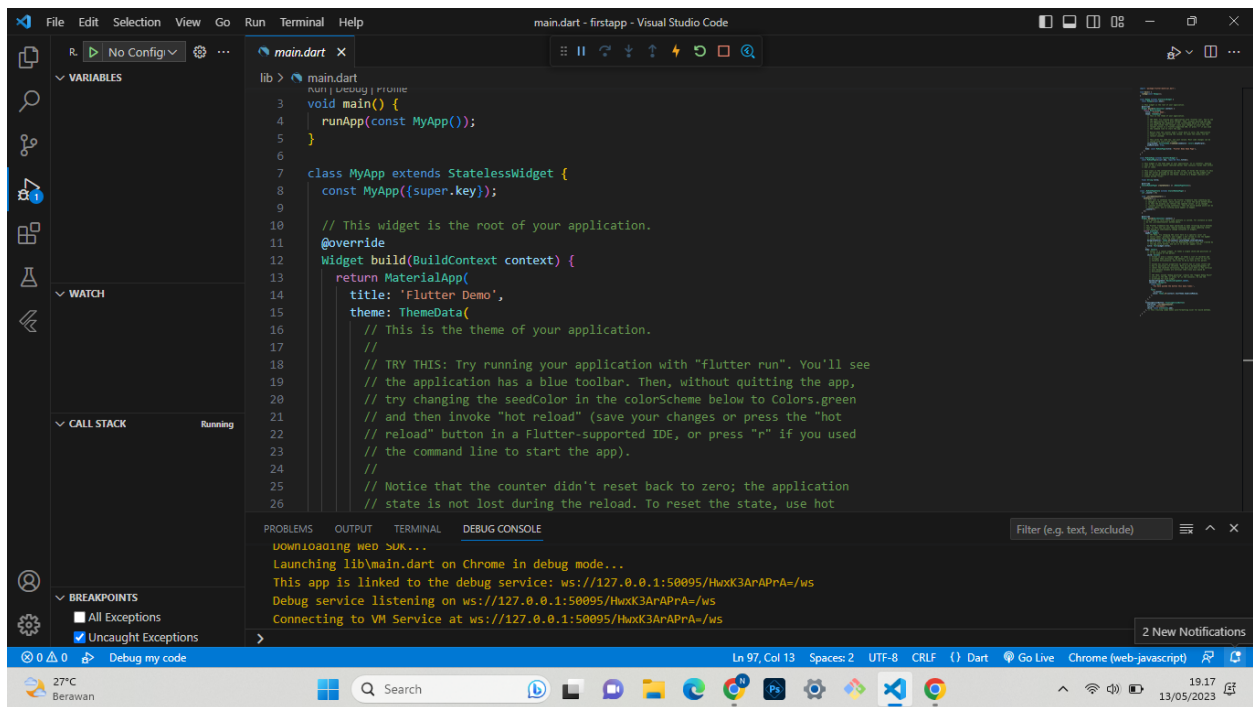 File Edit Selection View Go Run Terminal Help main.dart - firstapp - Visual Studio Code
R. No Config main.dart
VARIABLES
lib > main.dart
Run | Debug | Profile
3 void main() {
4 runApp(const MyApp());
5 }
6
7 class MyApp extends StatelessWidget {
8 const MyApp({super.key});
9
10 // This widget is the root of your application.
11 @override
12 Widget build(BuildContext context) {
13 return MaterialApp(
14 title: 'Flutter Demo',
15 theme: ThemeData(
16 // This is the theme of your application.
17 //
18 // TRY THIS: Try running your application with "flutter run". You'll see
19 // the application has a blue toolbar. Then, without quitting the app,
20 // try changing the seedColor in the colorScheme below to Colors.green
21 // and then invoke "hot reload" (save your changes or press the "hot
22 // reload" button in a Flutter-supported IDE, or press "r" if you used
23 // the command line to start the app).
24 //
25 // Notice that the counter didn't reset back to zero; the application
26 // state is not lost during the reload. To reset the state, use hot
1
WATCH
CALL STACK Running
BREAKPOINTS
All Exceptions
Uncaught Exceptions
PROBLEMS OUTPUT TERMINAL DEBUG CONSOLE Filter (e.g. text, !exclude)
Downloading Web SDK...
Launching lib\main.dart on Chrome in debug mode...
This app is linked to the debug service: ws://127.0.0.1:50095/HwxK3ArAPrA=/ws
Debug service listening on ws://127.0.0.1:50095/HwxK3ArAPrA=/ws
Connecting to VM Service at ws://127.0.0.1:50095/HwxK3ArAPrA=/ws
>
2 New Notifications
0 0 Debug my code Ln 97, Col 13 Spaces: 2 UTF-8 CRLF {} Dart Go Live Chrome (web-javascript)
27°C
Berawan
Search
Ps
N
19.17
13/05/2023